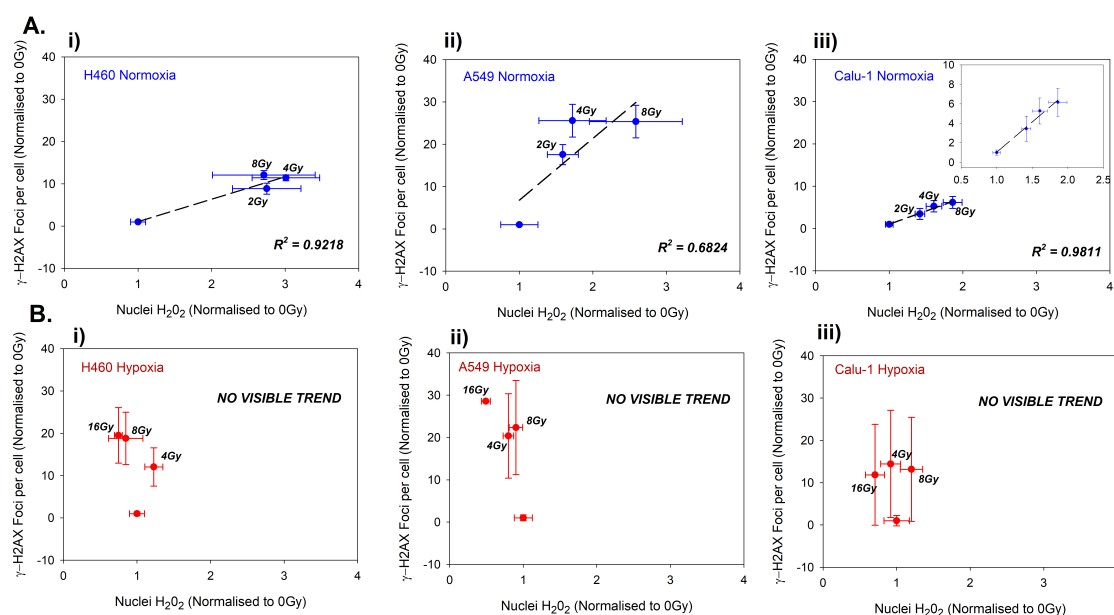 A.
i)
H460 Normoxia
8Gy
4Gy
2Gy
R² = 0.9218
γ–H2AX Foci per cell (Normalised to 0Gy)
40
30
20
10
0
-10
0 1 2 3 4
Nuclei H₂0₂ (Normalised to 0Gy)
ii)
A549 Normoxia
4Gy
8Gy
2Gy
R² = 0.6824
γ–H2AX Foci per cell (Normalised to 0Gy)
40
30
20
10
0
-10
0 1 2 3 4
Nuclei H₂0₂ (Normalised to 0Gy)
iii)
Calu-1 Normoxia
8
6
4
2
0
0.5 1.0 1.5 2.0 2.5
4Gy
2Gy
8Gy
R² = 0.9811
γ–H2AX Foci per cell (Normalised to 0Gy)
40
30
20
10
0
-10
0 1 2 3 4
Nuclei H₂0₂ (Normalised to 0Gy)
B.
i)
H460 Hypoxia
NO VISIBLE TREND
16Gy
8Gy
4Gy
γ–H2AX Foci per cell (Normalised to 0Gy)
40
30
20
10
0
-10
0 1 2 3 4
Nuclei H₂0₂ (Normalised to 0Gy)
ii)
A549 Hypoxia
NO VISIBLE TREND
16Gy
8Gy
4Gy
γ–H2AX Foci per cell (Normalised to 0Gy)
40
30
20
10
0
-10
0 1 2 3 4
Nuclei H₂0₂ (Normalised to 0Gy)
iii)
Calu-1 Hypoxia
NO VISIBLE TREND
4Gy
16Gy
8Gy
γ–H2AX Foci per cell (Normalised to 0Gy)
40
30
20
10
0
-10
0 1 2 3
Nuclei H₂0₂ (Normalised to 0Gy)